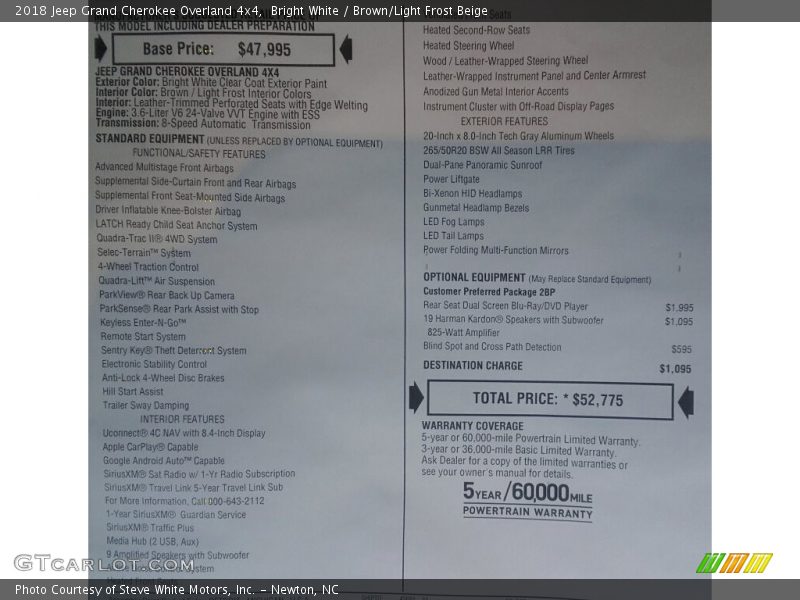 2018 Jeep Grand Cherokee Overland 4x4, Bright White / Brown/Light Frost Beige
THIS MODEL INCLUDING DEALER PREPARATION
Base Price: $47,995
JEEP GRAND CHEROKEE OVERLAND 4X4
Exterior Color: Bright White Clear Coat Exterior Paint
Interior Color: Brown / Light Frost Interior Colors
Interior: Leather-Trimmed Perforated Seats with Edge Welting
Engine: 3.6-Liter V6 24-Valve VVT Engine with ESS
Transmission: 8-Speed Automatic Transmission
STANDARD EQUIPMENT (UNLESS REPLACED BY OPTIONAL EQUIPMENT)
FUNCTIONAL/SAFETY FEATURES
Advanced Multistage Front Airbags
Supplemental Side-Curtain Front and Rear Airbags
Supplemental Front Seat-Mounted Side Airbags
Driver Inflatable Knee-Bolster Airbag
LATCH Ready Child Seat Anchor System
Quadra-Trac II® 4WD System
Selec-Terrain™ System
4-Wheel Traction Control
Quadra-Lift™ Air Suspension
ParkView® Rear Back Up Camera
ParkSense® Rear Park Assist with Stop
Keyless Enter-N-Go™
Remote Start System
Sentry Key® Theft Deterrent System
Electronic Stability Control
Anti-Lock 4-Wheel Disc Brakes
Hill Start Assist
Trailer Sway Damping
INTERIOR FEATURES
Uconnect® 4C NAV with 8.4-Inch Display
Apple CarPlay® Capable
Google Android Auto™ Capable
SiriusXM® Sat Radio w/ 1-Yr Radio Subscription
SiriusXM® Travel Link 5-Year Travel Link Sub
For More Information, Call 800-643-2112
1-Year SiriusXM® Guardian Service
SiriusXM® Traffic Plus
Media Hub (2 USB, Aux)
9 Amplified Speakers with Subwoofer
System
Seats
Heated Second-Row Seats
Heated Steering Wheel
Wood / Leather-Wrapped Steering Wheel
Leather-Wrapped Instrument Panel and Center Armrest
Anodized Gun Metal Interior Accents
Instrument Cluster with Off-Road Display Pages
EXTERIOR FEATURES
20-Inch x 8.0-Inch Tech Gray Aluminum Wheels
265/50R20 BSW All Season LRR Tires
Dual-Pane Panoramic Sunroof
Power Liftgate
Bi-Xenon HID Headlamps
Gunmetal Headlamp Bezels
LED Fog Lamps
LED Tail Lamps
Power Folding Multi-Function Mirrors
OPTIONAL EQUIPMENT (May Replace Standard Equipment)
Customer Preferred Package 2BP
Rear Seat Dual Screen Blu-Ray/DVD Player $1,995
19 Harman Kardon® Speakers with Subwoofer $1,095
825-Watt Amplifier
Blind Spot and Cross Path Detection $595
DESTINATION CHARGE $1,095
TOTAL PRICE: * $52,775
WARRANTY COVERAGE
5-year or 60,000-mile Powertrain Limited Warranty.
3-year or 36,000-mile Basic Limited Warranty.
Ask Dealer for a copy of the limited warranties or
see your owner's manual for details.
5YEAR/60,000MILE
POWERTRAIN WARRANTY
GTcarlot.com
Photo Courtesy of Steve White Motors, Inc. – Newton, NC